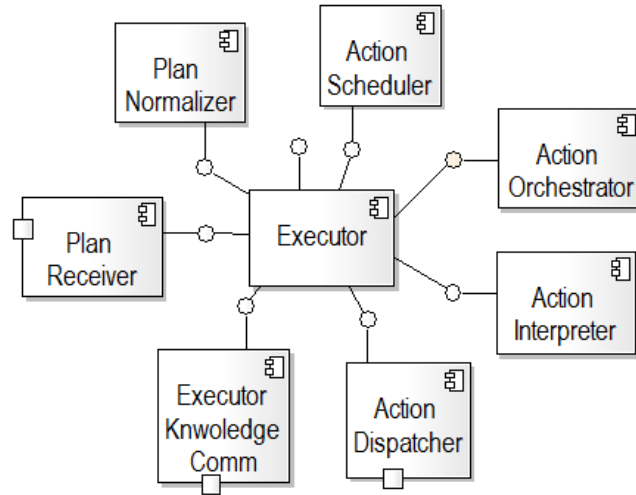 Plan
Normalizer
Action
Scheduler
Action
Orchestrator
Plan
Receiver
Executor
Action
Interpreter
Executor
Knwoledge
Comm
Action
Dispatcher